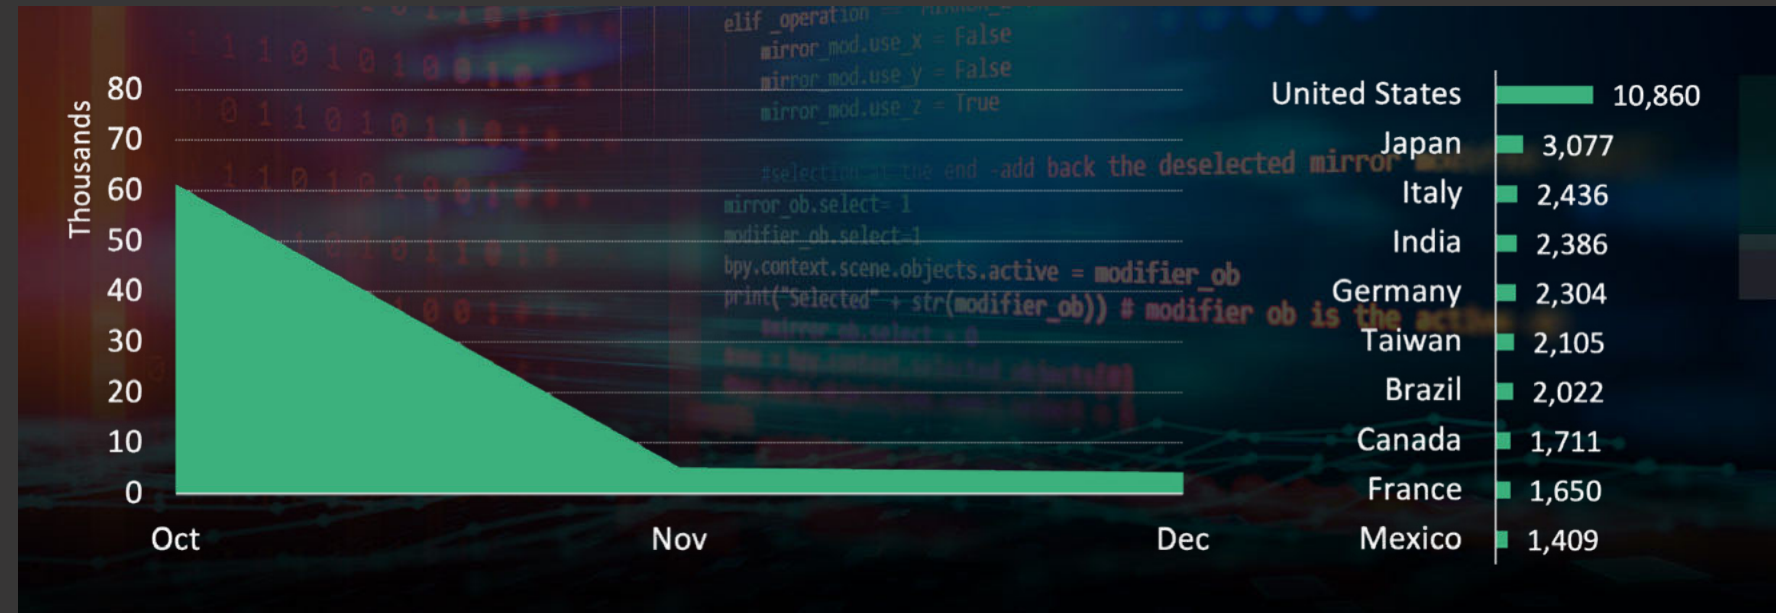 elif _operation
mirror_mod.use_x = False
mirror_mod.use_y = False
mirror_mod.use_z = True
#selection at the end -add back the deselected mirror
mirror_ob.select= 1
modifier_ob.select=1
bpy.context.scene.objects.active = modifier_ob
print("Selected" + str(modifier_ob)) # modifier ob is the
Thousands
80
70
60
50
40
30
20
10
0
Oct Nov Dec
United States 10,860
Japan 3,077
Italy 2,436
India 2,386
Germany 2,304
Taiwan 2,105
Brazil 2,022
Canada 1,711
France 1,650
Mexico 1,409